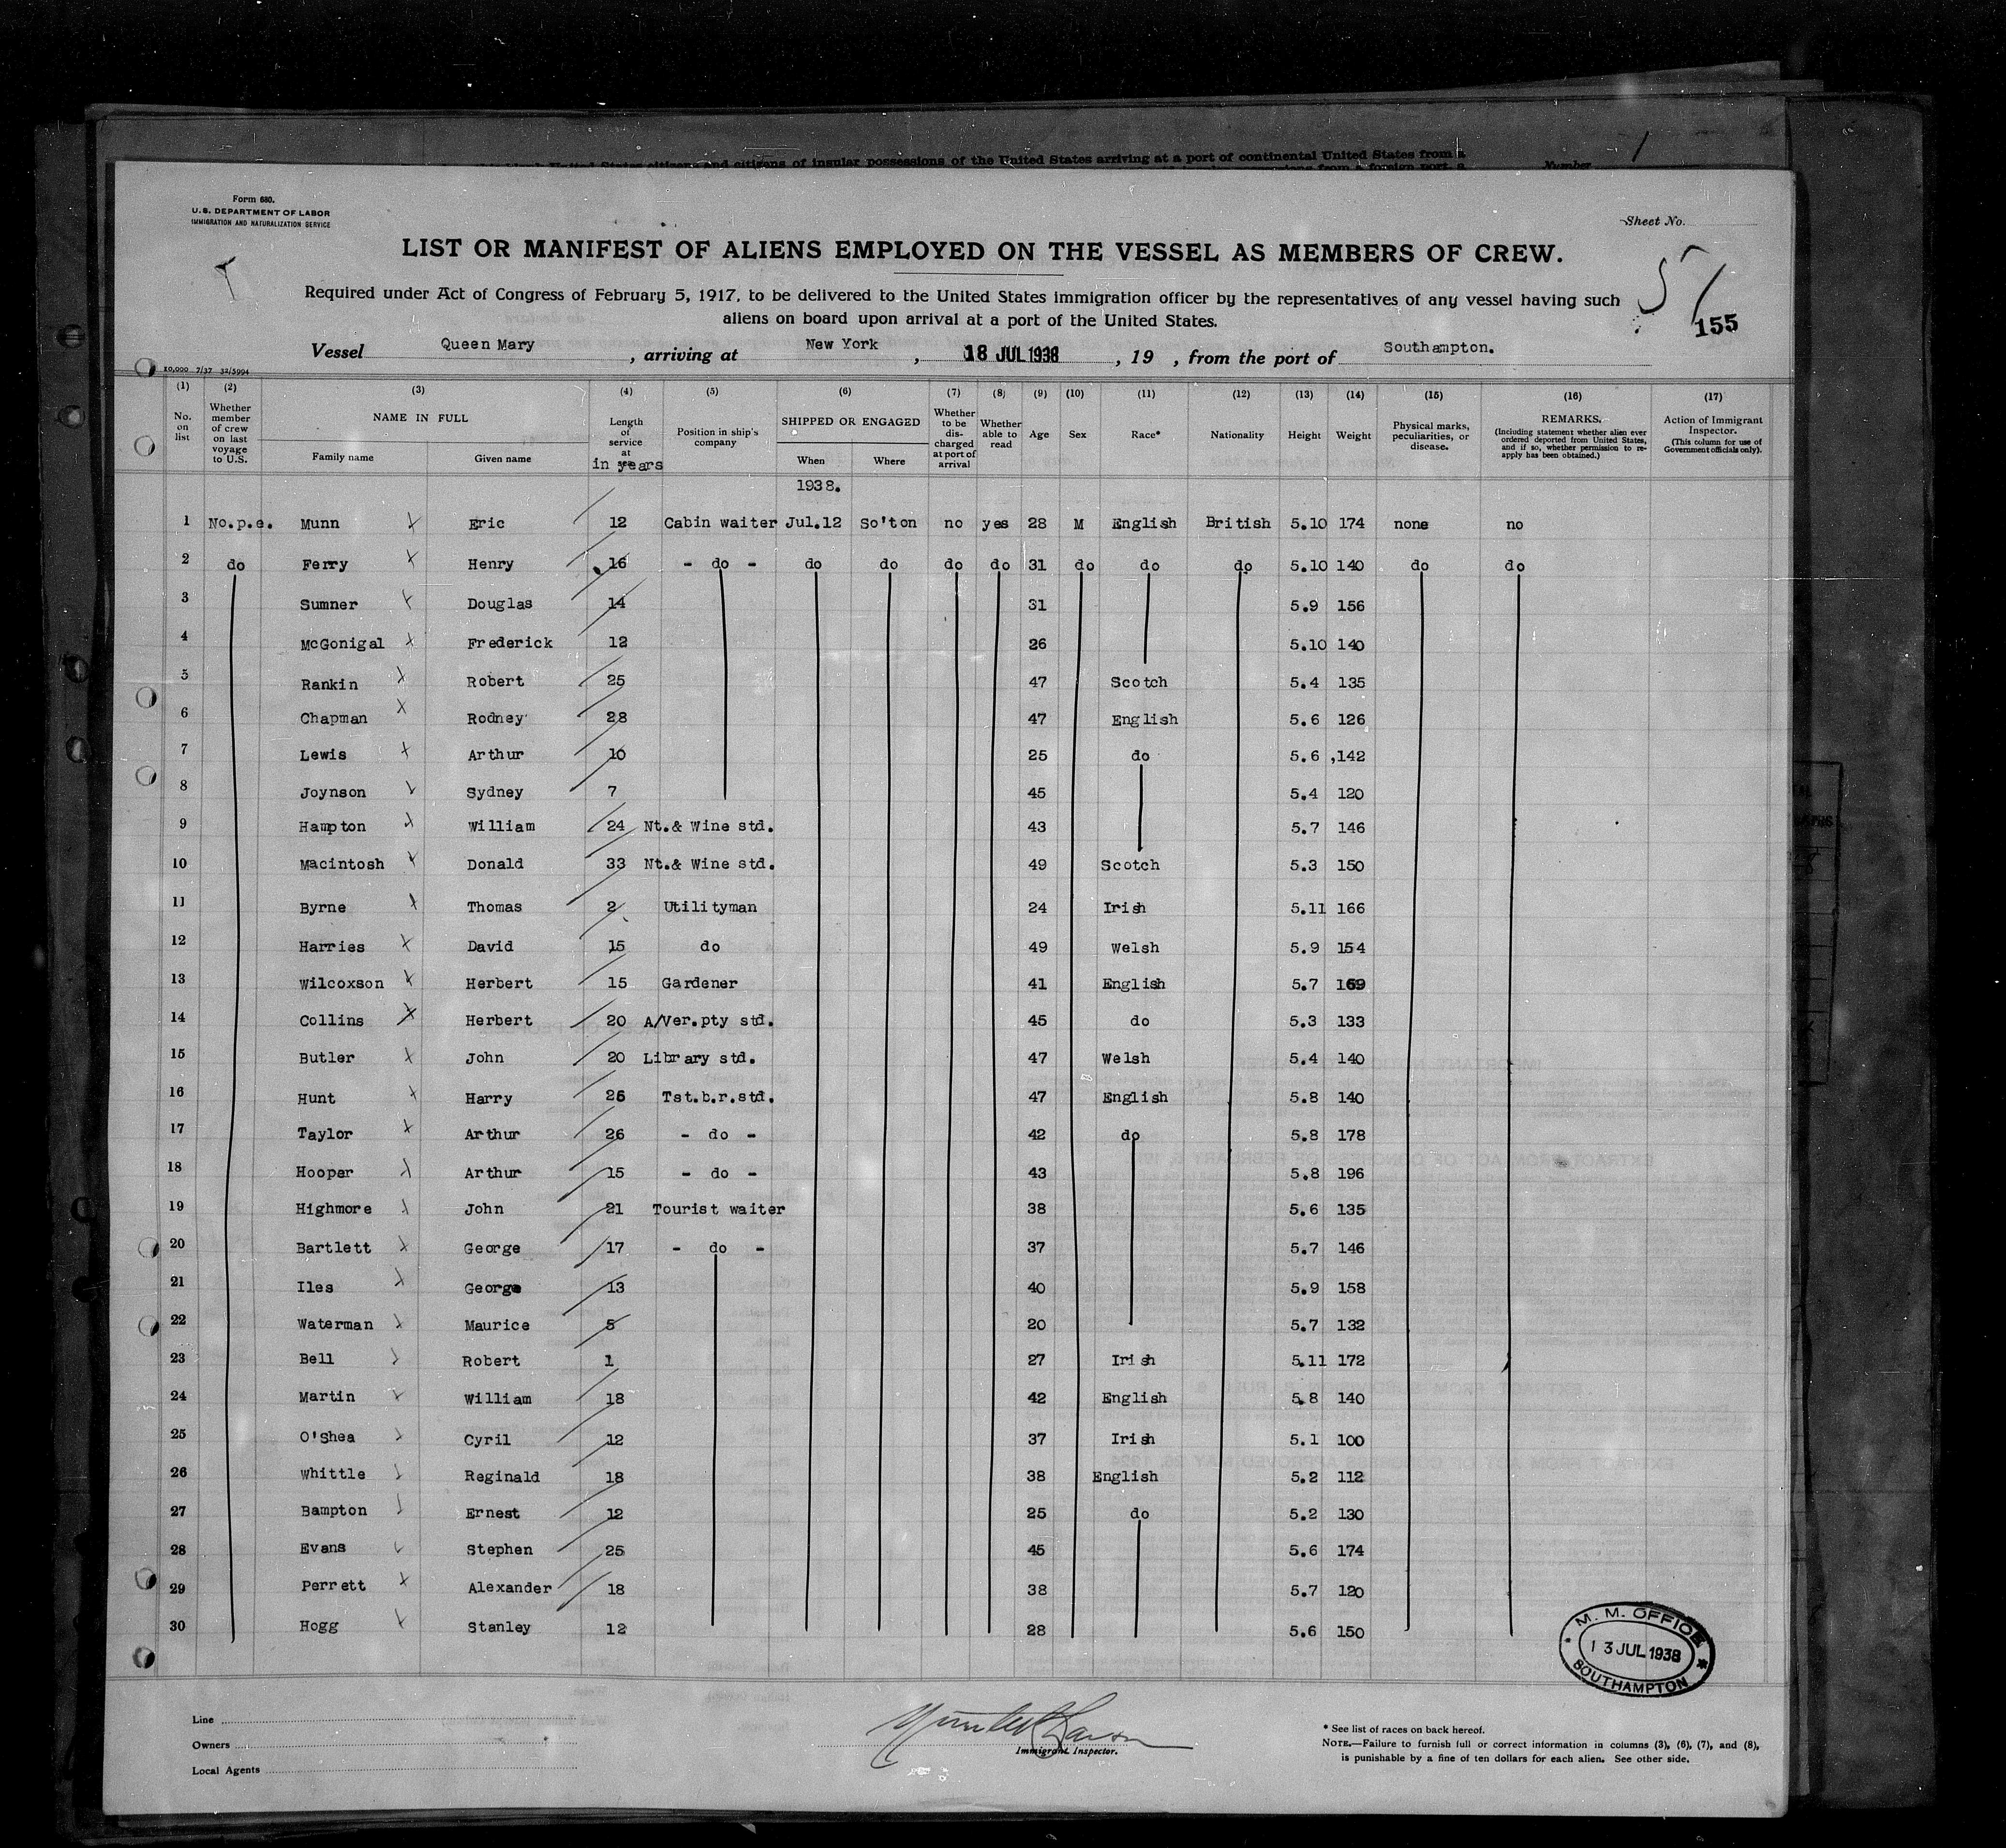 Form 680.
U.S. DEPARTMENT OF LABOR
IMMIGRATION AND NATURALIZATION SERVICE
Number 1
Sheet No.
LIST OR MANIFEST OF ALIENS EMPLOYED ON THE VESSEL AS MEMBERS OF CREW.
Required under Act of Congress of February 5, 1917, to be delivered to the United States immigration officer by the representatives of any vessel having such
aliens on board upon arrival at a port of the United States.
155
Vessel Queen Mary, arriving at New York, 18 JUL 1938, 19 , from the port of Southampton.
10,000 7/37 32/5994
(1) (2) (3) (4) (5) (6) (7) (8) (9) (10) (11) (12) (13) (14) (15) (16) (17)
No. on list | Whether member of crew on last voyage to U.S. | NAME IN FULL Family name Given name | Length of service at sea in years | Position in ship's company | SHIPPED OR ENGAGED When Where | Whether to be discharged at port of arrival | Whether able to read | Age | Sex | Race* | Nationality | Height | Weight | Physical marks, peculiarities, or disease. | REMARKS. (Including statement whether alien ever ordered deported from United States, and if so, whether permission to reapply has been obtained.) | Action of Immigrant Inspector. (This column for use of Government officials only).
1938.
1 No.p.e. Munn Eric 12 Cabin waiter Jul.12 So'ton no yes 28 M English British 5.10 174 none no
2 do Ferry Henry 16 - do - do do do do 31 do do do 5.10 140 do do
3 Sumner Douglas 14 31 5.9 156
4 McGonigal Frederick 12 26 5.10 140
5 Rankin Robert 25 47 Scotch 5.4 135
6 Chapman Rodney 28 47 English 5.6 126
7 Lewis Arthur 10 25 do 5.6 142
8 Joynson Sydney 7 45 5.4 120
9 Hampton William 24 Nt.& Wine std. 43 5.7 146
10 Macintosh Donald 33 Nt.& Wine std. 49 Scotch 5.3 150
11 Byrne Thomas 2 Utilityman 24 Irish 5.11 166
12 Harries David 15 do 49 Welsh 5.9 154
13 Wilcoxson Herbert 15 Gardener 41 English 5.7 169
14 Collins Herbert 20 A/Ver.pty std. 45 do 5.3 133
15 Butler John 20 Library std. 47 Welsh 5.4 140
16 Hunt Harry 26 Tst.b.r.std. 47 English 5.8 140
17 Taylor Arthur 26 - do - 42 do 5.8 178
18 Hooper Arthur 15 - do - 43 5.8 196
19 Highmore John 21 Tourist waiter 38 5.6 135
20 Bartlett George 17 - do - 37 5.7 146
21 Iles George 13 40 5.9 158
22 Waterman Maurice 5 20 5.7 132
23 Bell Robert 1 27 Irish 5.11 172
24 Martin William 18 42 English 5.8 140
25 O'Shea Cyril 12 37 Irish 5.1 100
26 Whittle Reginald 18 38 English 5.2 112
27 Bampton Ernest 12 25 do 5.2 130
28 Evans Stephen 25 45 5.6 174
29 Perrett Alexander 18 38 5.7 120
30 Hogg Stanley 12 28 5.6 150
M. M. OFFICE
13 JUL 1938
SOUTHAMPTON
Line
Owners
Local Agents
Immigrant Inspector.
* See list of races on back hereof.
NOTE.—Failure to furnish full or correct information in columns (3), (6), (7), and (8),
is punishable by a fine of ten dollars for each alien. See other side.